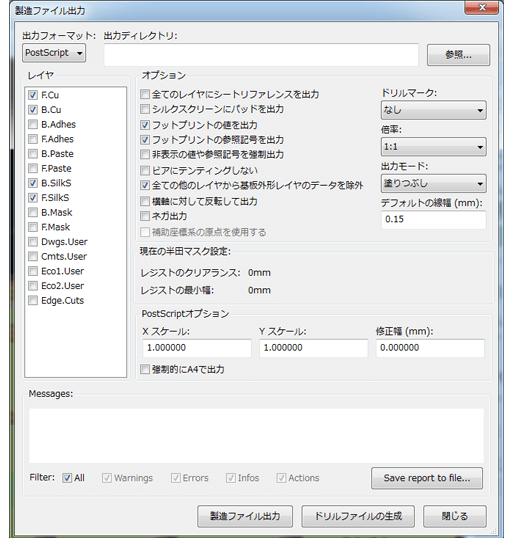 製造ファイル出力
出力フォーマット: 出力ディレクトリ:
PostScript
参照...
レイヤ
F.Cu
B.Cu
B.Adhes
F.Adhes
B.Paste
F.Paste
B.SilkS
F.SilkS
B.Mask
F.Mask
Dwgs.User
Cmts.User
Eco1.User
Eco2.User
Edge.Cuts
オプション
全てのレイヤにシートリファレンスを出力
シルクスクリーンにパッドを出力
フットプリントの値を出力
フットプリントの参照記号を出力
非表示の値や参照記号を強制出力
ビアにテンティングしない
全ての他のレイヤから基板外形レイヤのデータを除外
横軸に対して反転して出力
ネガ出力
補助座標系の原点を使用する
ドリルマーク:
なし
倍率:
1:1
出力モード:
塗りつぶし
デフォルトの線幅 (mm):
0.15
現在の半田マスク設定:
レジストのクリアランス: 0mm
レジストの最小幅: 0mm
PostScriptオプション
X スケール: Y スケール: 修正幅 (mm):
1.000000 1.000000 0.000000
強制的にA4で出力
Messages:
Filter: All Warnings Errors Infos Actions
Save report to file...
製造ファイル出力 ドリルファイルの生成 閉じる